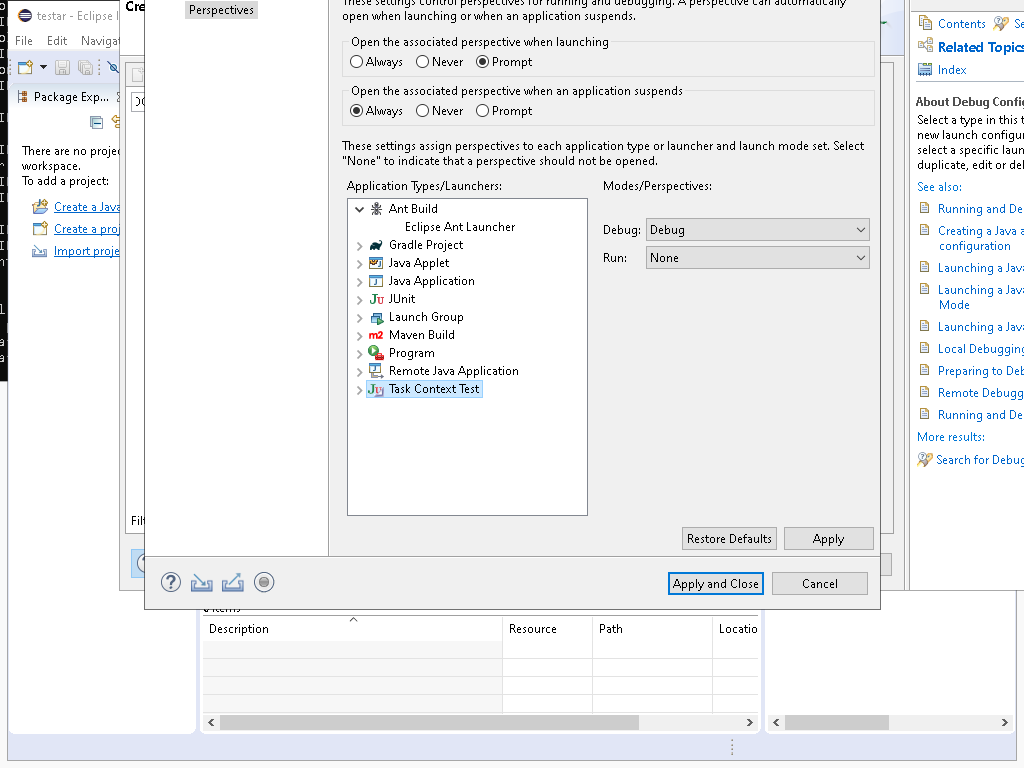 testar - Eclipse I
File Edit Navigat
Package Exp...
There are no proje
workspace.
To add a project:
Create a Java
Create a proj
Import proje
Cre
Filt
Perspectives
These settings control perspectives for running and debugging. A perspective can automatically
open when launching or when an application suspends.
Open the associated perspective when launching
Always Never Prompt
Open the associated perspective when an application suspends
Always Never Prompt
These settings assign perspectives to each application type or launcher and launch mode set. Select
"None" to indicate that a perspective should not be opened.
Application Types/Launchers:
Modes/Perspectives:
Ant Build
Eclipse Ant Launcher
Gradle Project
Java Applet
Java Application
JUnit
Launch Group
Maven Build
Program
Remote Java Application
Task Context Test
Debug: Debug
Run: None
Restore Defaults
Apply
Apply and Close
Cancel
Description Resource Path Locatio
Contents Se
Related Topics
Index
About Debug Config
Select a type in this t
new launch configur
select a specific laun
duplicate, edit or del
See also:
Running and De
Creating a Java a
configuration
Launching a Java
Launching a Java
Mode
Launching a Java
Local Debugging
Preparing to Deb
Remote Debugg
Running and De
More results:
Search for Debug